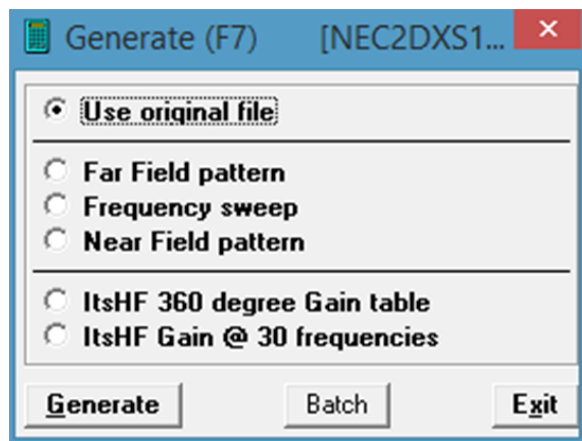 Generate (F7) [NEC2DXS1...
Use original file
Far Field pattern
Frequency sweep
Near Field pattern
ItsHF 360 degree Gain table
ItsHF Gain @ 30 frequencies
Generate Batch Exit